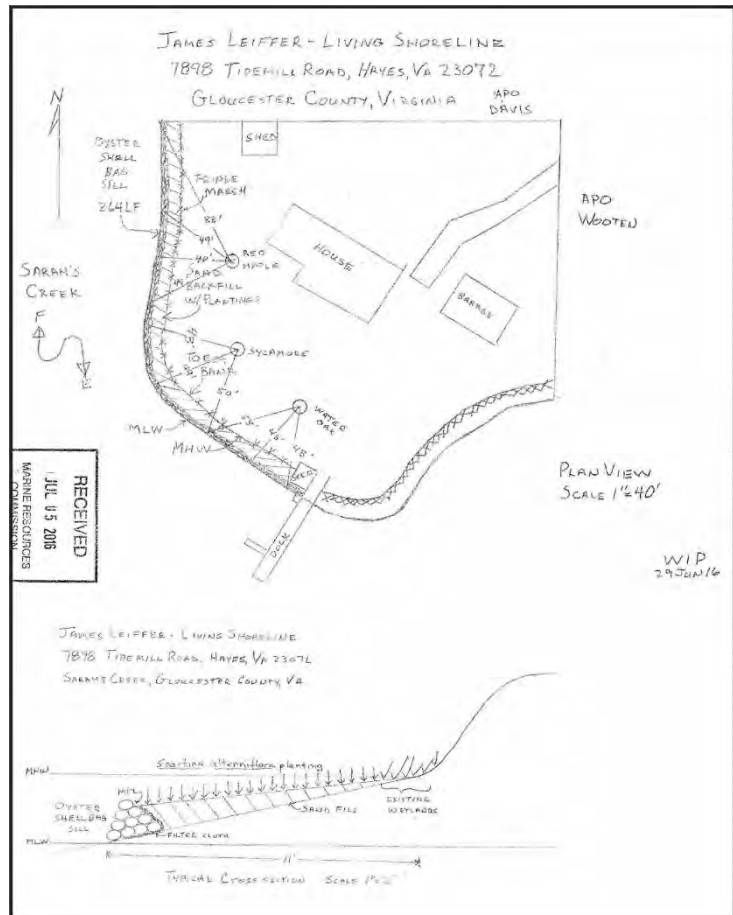 JAMES LEIFFER - LIVING SHORELINE
7898 TIDEMILL ROAD, HAYES, VA 23072
GLOUCESTER COUNTY, VIRGINIA
APO
DAVIS
N
SHED
OYSTER
SHELL
BAG
SILL
264LF
FRINGE
MARSH
88'
49'
40'
RED
MAPLE
SAND
BACKFILL
W/PLANTINGS
HOUSE
GARAGE
APO
WOOTEN
SARAH'S
CREEK
F
E
TOE
BANK
SYCAMORE
50'
WATER
OAK
46'
48'
MLW
MHW
DOCK
PLAN VIEW
SCALE 1"=40'
WIP
29JUN16
RECEIVED
JUL 05 2016
MARINE RESOURCES
COMMISSION
JAMES LEIFFER - LIVING SHORELINE
7898 TIDEMILL ROAD, HAYES, VA 23072
SARAHS CREEK, GLOUCESTER COUNTY, VA
MHW
Spartina alterniflora planting
MTL
OYSTER
SHELL BAG
SILL
FILTER CLOTH
SAND FILL
EXISTING
WETLANDS
MLW
11'
TYPICAL CROSS-SECTION SCALE